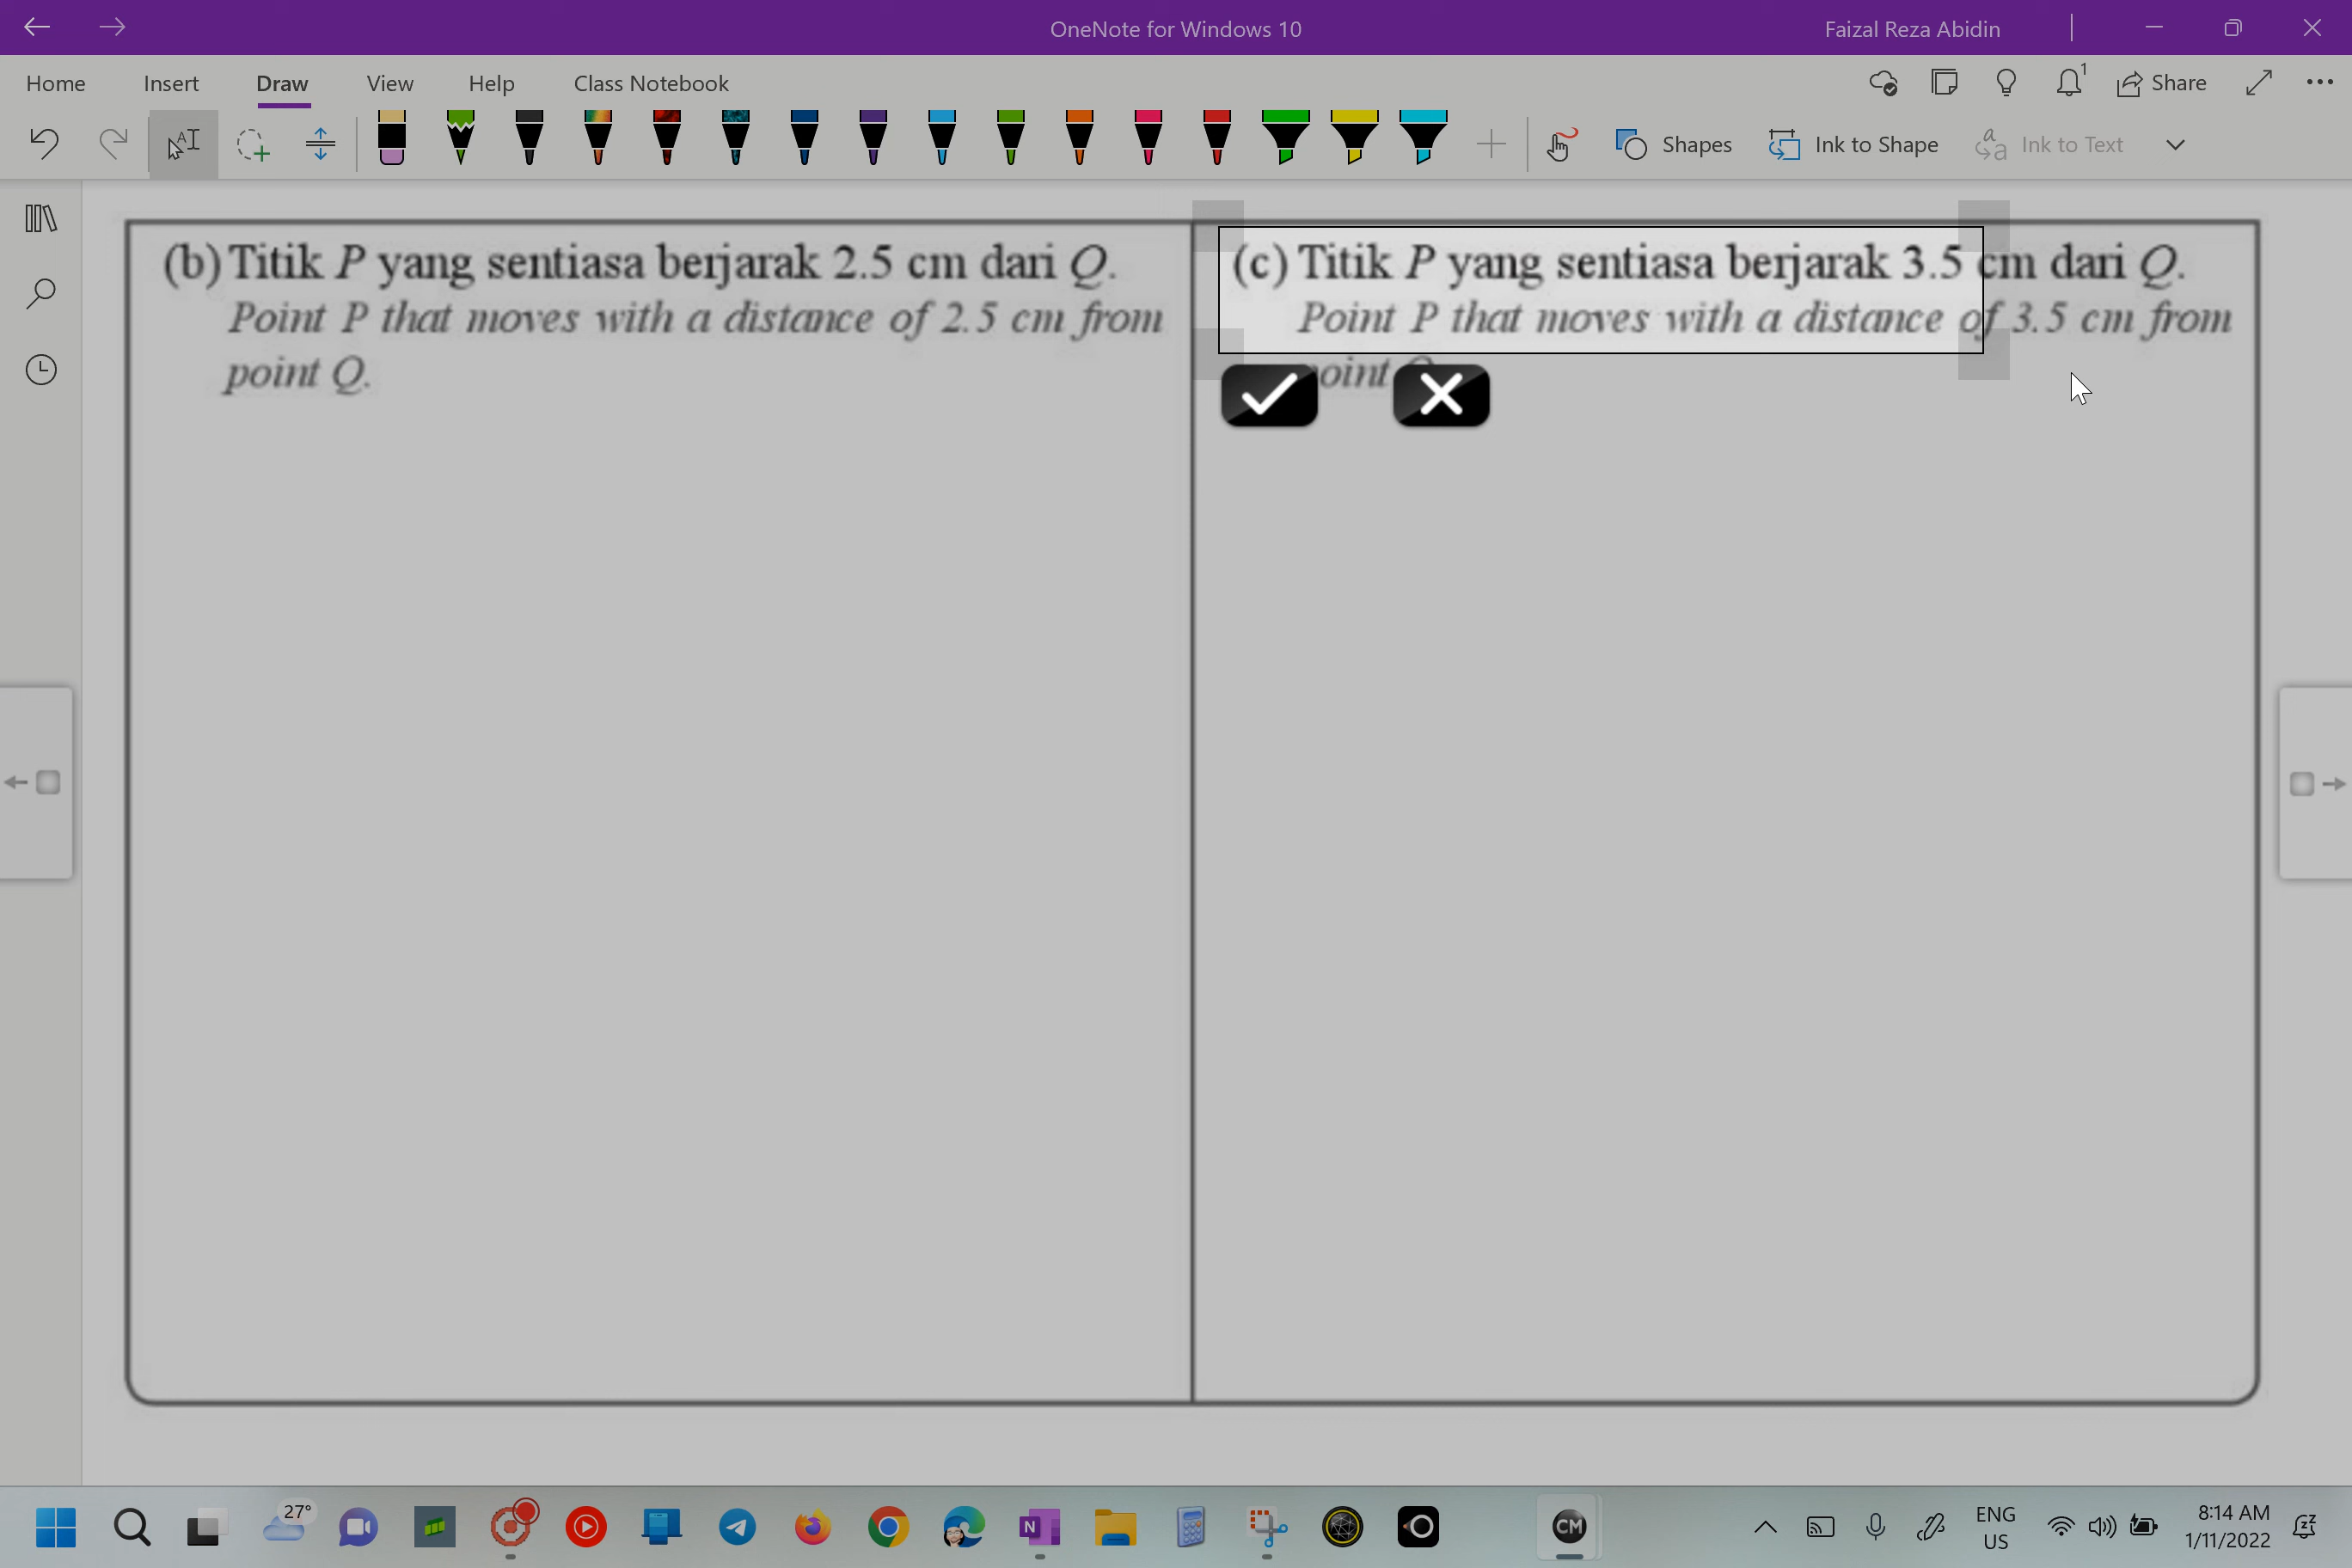 OneNote for Windows 10
Faizal Reza Abidin
Home Insert Draw View Help Class Notebook
1
Share
Shapes
Ink to Shape
Ink to Text
(b) Titik P yang sentiasa berjarak 2.5 cm dari Q.
Point P that moves with a distance of 2.5 cm from
point Q.
(c) Titik P yang sentiasa berjarak 3.5 cm dari Q.
Point P that moves with a distance of 3.5 cm from
27°
N
CM
ENG
US
8:14 AM
1/11/2022